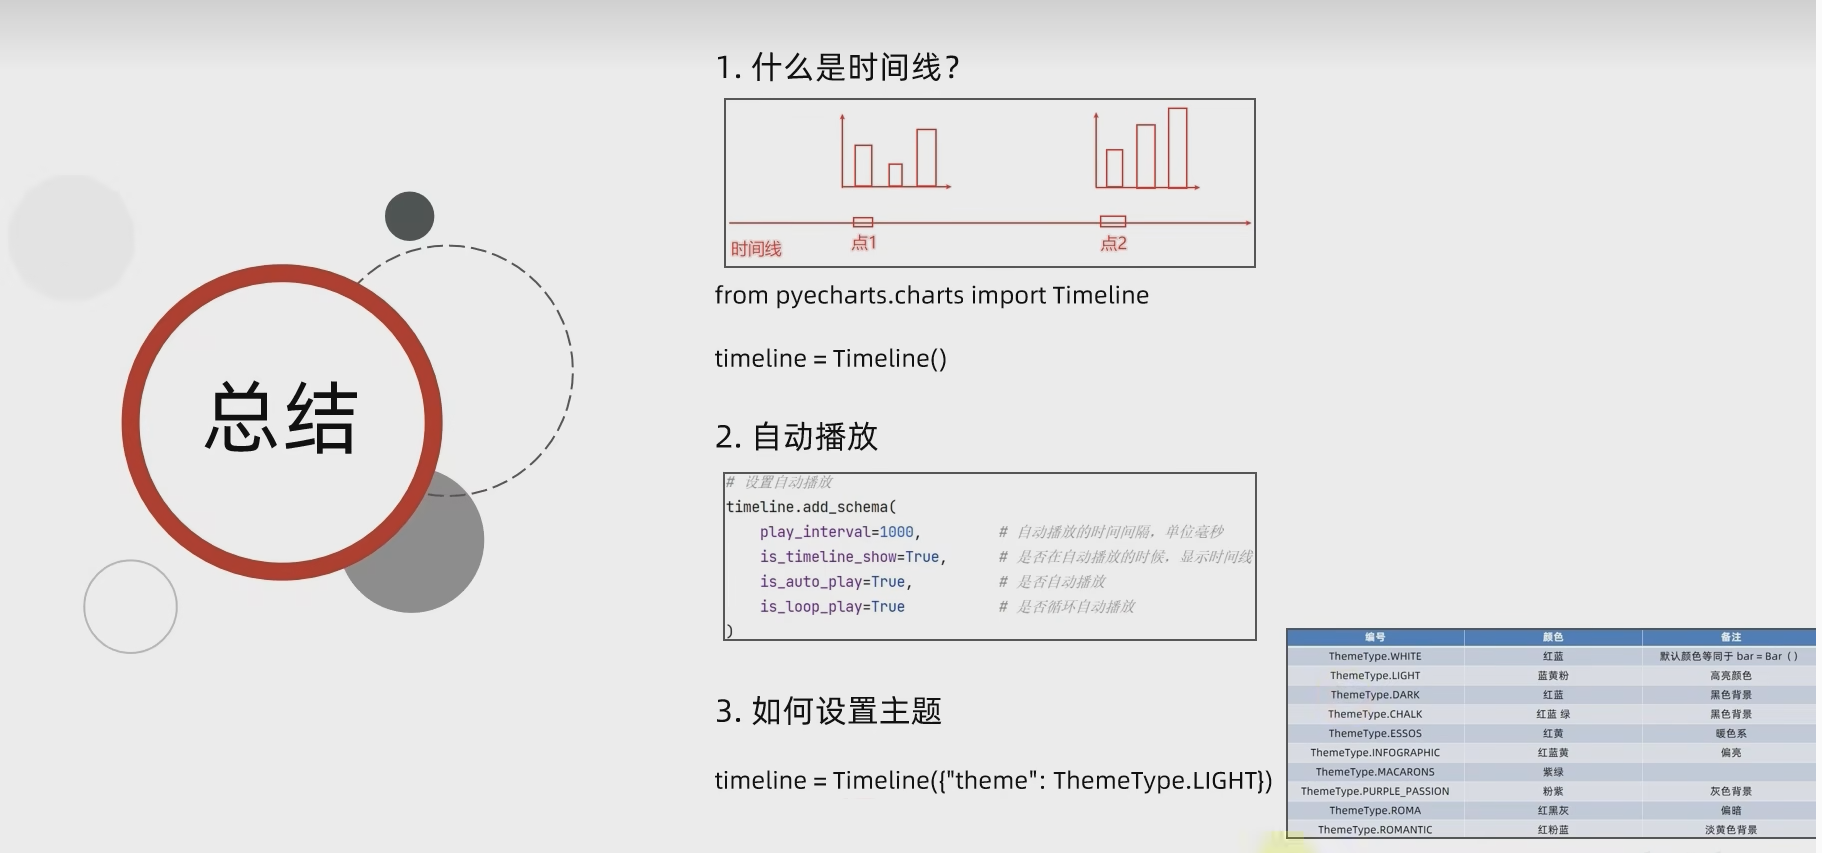 总结
1. 什么是时间线？
时间线
点1
点2
from pyecharts.charts import Timeline
timeline = Timeline()
2. 自动播放
# 设置自动播放
timeline.add_schema(
play_interval=1000, # 自动播放的时间间隔，单位毫秒
is_timeline_show=True, # 是否在自动播放的时候，显示时间线
is_auto_play=True, # 是否自动播放
is_loop_play=True # 是否循环自动播放
)
3. 如何设置主题
timeline = Timeline({"theme": ThemeType.LIGHT})
编号 颜色 备注
ThemeType.WHITE 红蓝 默认颜色等同于 bar = Bar（）
ThemeType.LIGHT 蓝黄粉 高亮颜色
ThemeType.DARK 红蓝 黑色背景
ThemeType.CHALK 红蓝 绿 黑色背景
ThemeType.ESSOS 红黄 暖色系
ThemeType.INFOGRAPHIC 红蓝黄 偏亮
ThemeType.MACARONS 紫绿
ThemeType.PURPLE_PASSION 粉紫 灰色背景
ThemeType.ROMA 红黑灰 偏暗
ThemeType.ROMANTIC 红粉蓝 淡黄色背景